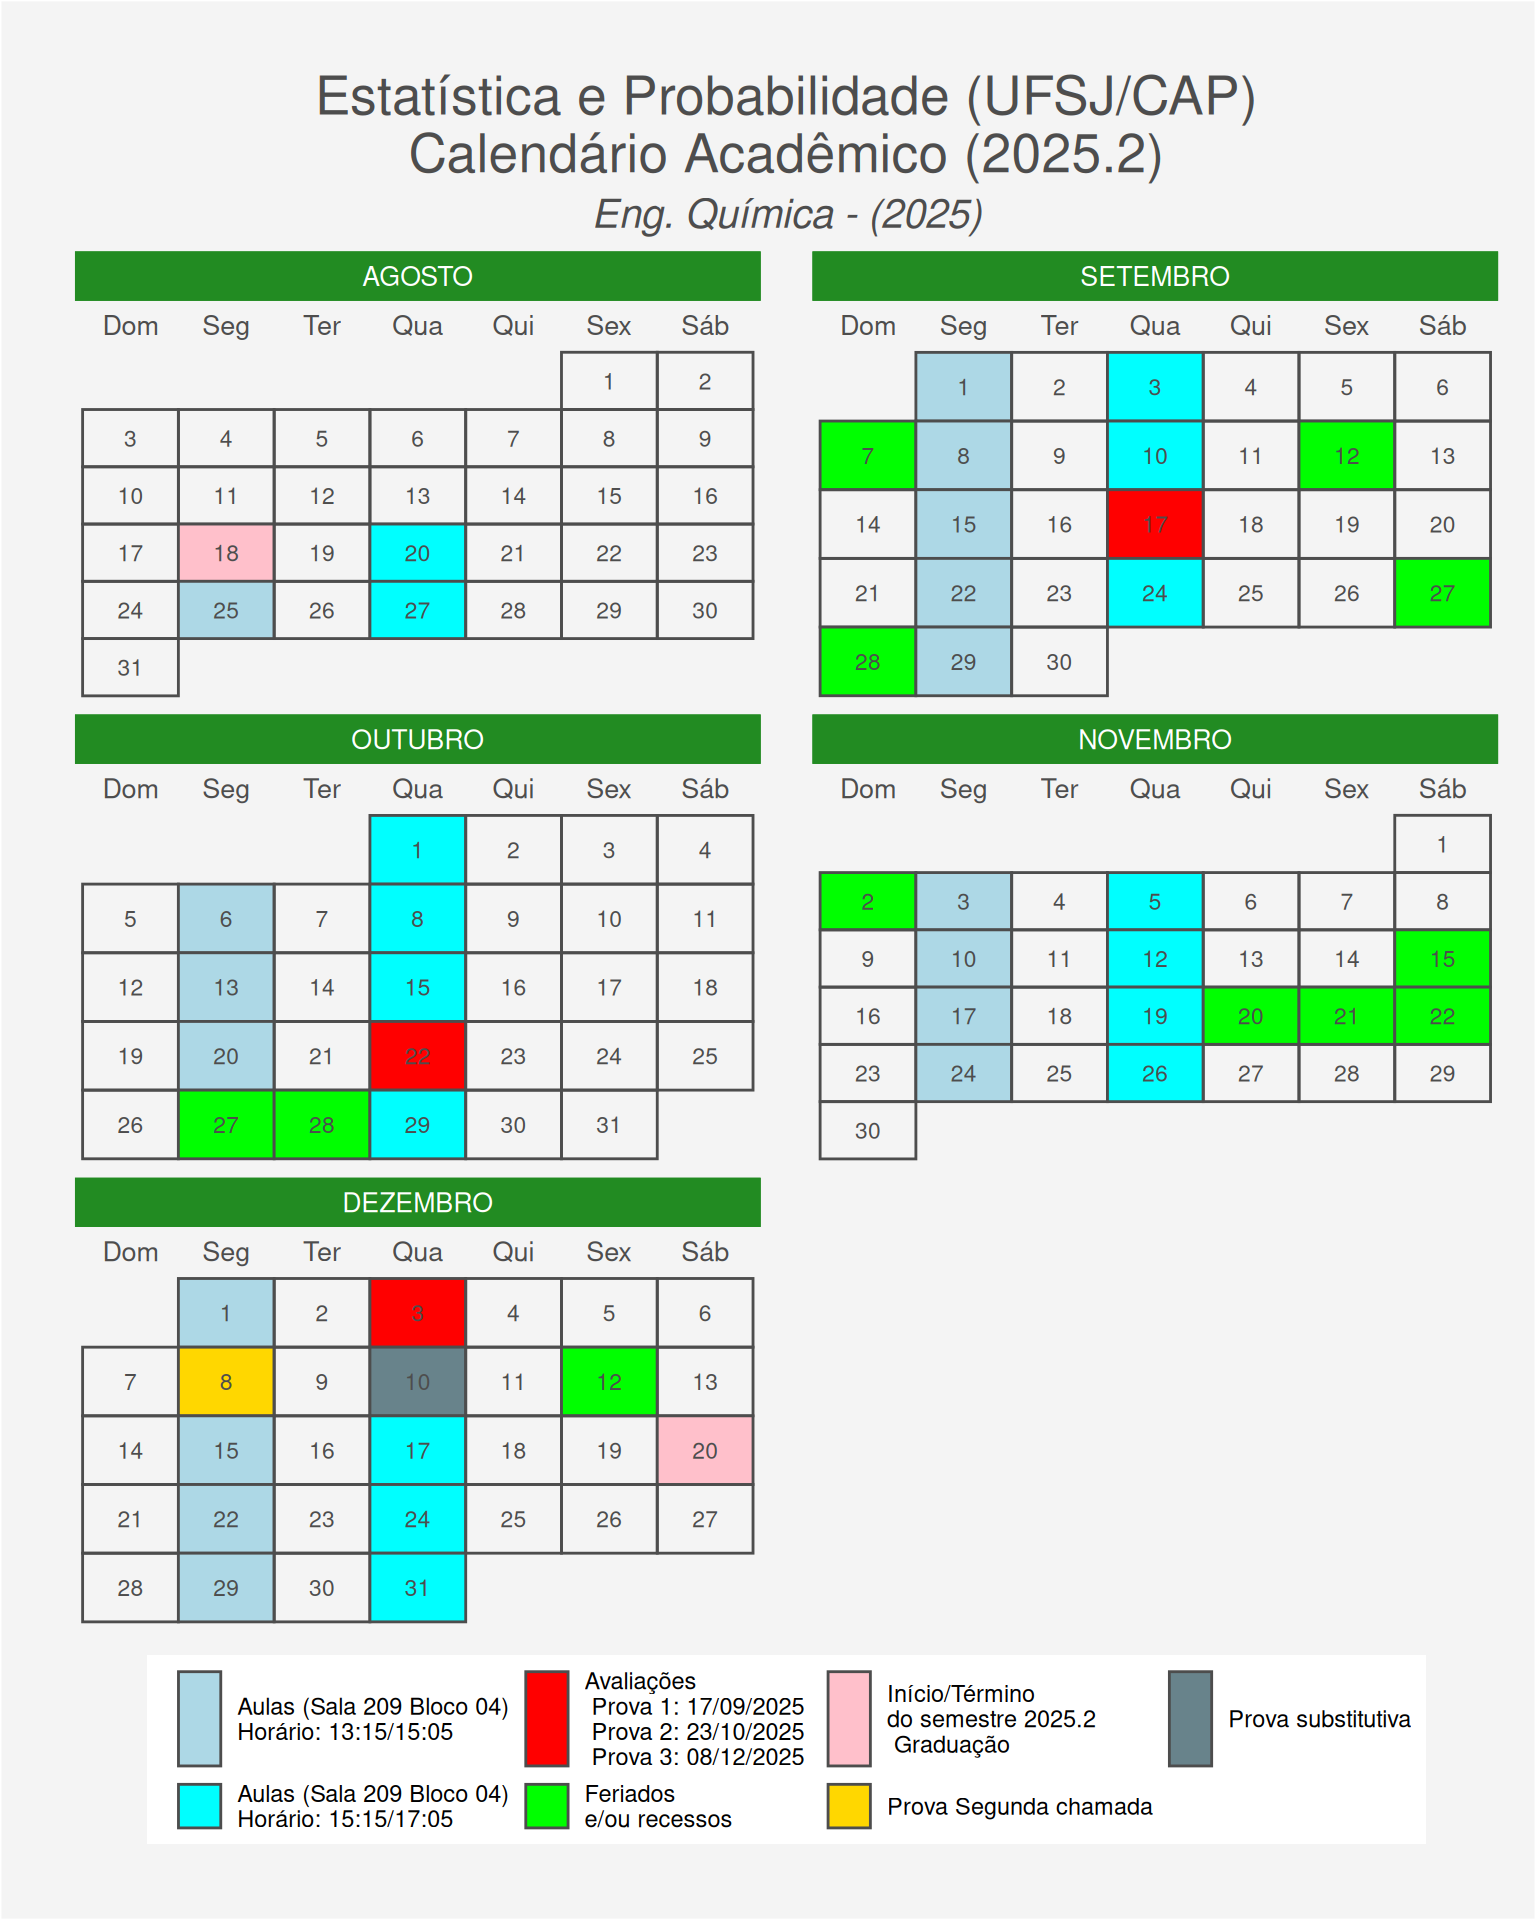 Estatística e Probabilidade (UFSJ/CAP)
Calendário Acadêmico (2025.2)
Eng. Química - (2025)
AGOSTO
Dom Seg Ter Qua Qui Sex Sáb
1 2
3 4 5 6 7 8 9
10 11 12 13 14 15 16
17 18 19 20 21 22 23
24 25 26 27 28 29 30
31
SETEMBRO
Dom Seg Ter Qua Qui Sex Sáb
1 2 3 4 5 6
7 8 9 10 11 12 13
14 15 16 17 18 19 20
21 22 23 24 25 26 27
28 29 30
OUTUBRO
Dom Seg Ter Qua Qui Sex Sáb
1 2 3 4
5 6 7 8 9 10 11
12 13 14 15 16 17 18
19 20 21 22 23 24 25
26 27 28 29 30 31
NOVEMBRO
Dom Seg Ter Qua Qui Sex Sáb
1
2 3 4 5 6 7 8
9 10 11 12 13 14 15
16 17 18 19 20 21 22
23 24 25 26 27 28 29
30
DEZEMBRO
Dom Seg Ter Qua Qui Sex Sáb
1 2 3 4 5 6
7 8 9 10 11 12 13
14 15 16 17 18 19 20
21 22 23 24 25 26 27
28 29 30 31
Aulas (Sala 209 Bloco 04)
Horário: 13:15/15:05
Aulas (Sala 209 Bloco 04)
Horário: 15:15/17:05
Avaliações
Prova 1: 17/09/2025
Prova 2: 23/10/2025
Prova 3: 08/12/2025
Feriados
e/ou recessos
Início/Término
do semestre 2025.2
Graduação
Prova Segunda chamada
Prova substitutiva